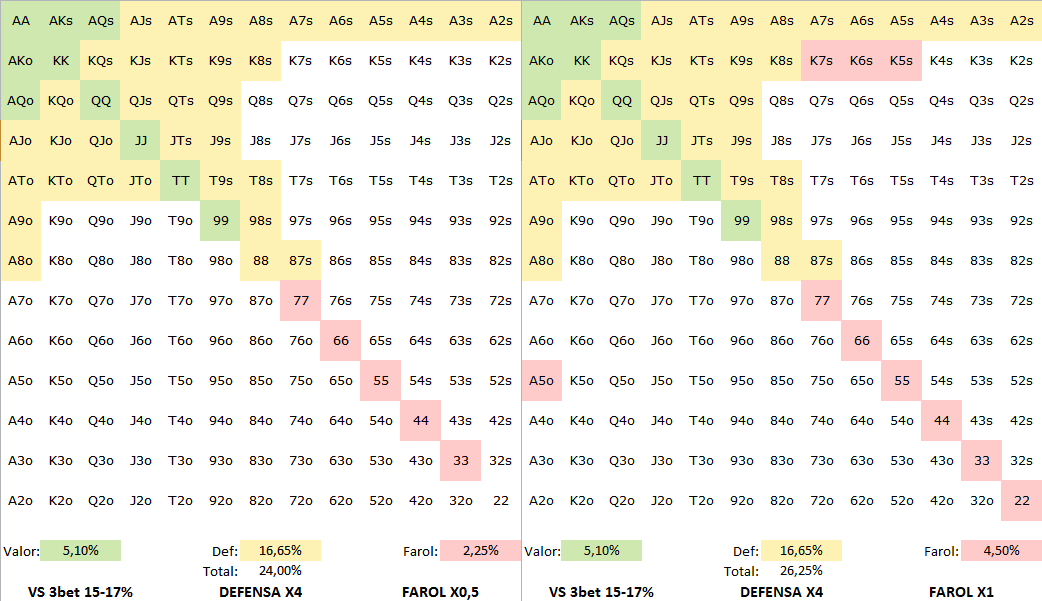 AA AKs AQs AJs ATs A9s A8s A7s A6s A5s A4s A3s A2s AA AKs AQs AJs ATs A9s A8s A7s A6s A5s A4s A3s A2s
AKo KK KQs KJs KTs K9s K8s K7s K6s K5s K4s K3s K2s AKo KK KQs KJs KTs K9s K8s K7s K6s K5s K4s K3s K2s
AQo KQo QQ QJs QTs Q9s Q8s Q7s Q6s Q5s Q4s Q3s Q2s AQo KQo QQ QJs QTs Q9s Q8s Q7s Q6s Q5s Q4s Q3s Q2s
AJo KJo QJo JJ JTs J9s J8s J7s J6s J5s J4s J3s J2s AJo KJo QJo JJ JTs J9s J8s J7s J6s J5s J4s J3s J2s
ATo KTo QTo JTo TT T9s T8s T7s T6s T5s T4s T3s T2s ATo KTo QTo JTo TT T9s T8s T7s T6s T5s T4s T3s T2s
A9o K9o Q9o J9o T9o 99 98s 97s 96s 95s 94s 93s 92s A9o K9o Q9o J9o T9o 99 98s 97s 96s 95s 94s 93s 92s
A8o K8o Q8o J8o T8o 98o 88 87s 86s 85s 84s 83s 82s A8o K8o Q8o J8o T8o 98o 88 87s 86s 85s 84s 83s 82s
A7o K7o Q7o J7o T7o 97o 87o 77 76s 75s 74s 73s 72s A7o K7o Q7o J7o T7o 97o 87o 77 76s 75s 74s 73s 72s
A6o K6o Q6o J6o T6o 96o 86o 76o 66 65s 64s 63s 62s A6o K6o Q6o J6o T6o 96o 86o 76o 66 65s 64s 63s 62s
A5o K5o Q5o J5o T5o 95o 85o 75o 65o 55 54s 53s 52s A5o K5o Q5o J5o T5o 95o 85o 75o 65o 55 54s 53s 52s
A4o K4o Q4o J4o T4o 94o 84o 74o 64o 54o 44 43s 42s A4o K4o Q4o J4o T4o 94o 84o 74o 64o 54o 44 43s 42s
A3o K3o Q3o J3o T3o 93o 83o 73o 63o 53o 43o 33 32s A3o K3o Q3o J3o T3o 93o 83o 73o 63o 53o 43o 33 32s
A2o K2o Q2o J2o T2o 92o 82o 72o 62o 52o 42o 32o 22 A2o K2o Q2o J2o T2o 92o 82o 72o 62o 52o 42o 32o 22
Valor: 5,10% Def: 16,65% Farol: 2,25% Valor: 5,10% Def: 16,65% Farol: 4,50%
Total: 24,00% Total: 26,25%
VS 3bet 15-17% DEFENSA X4 FAROL X0,5 VS 3bet 15-17% DEFENSA X4 FAROL X1